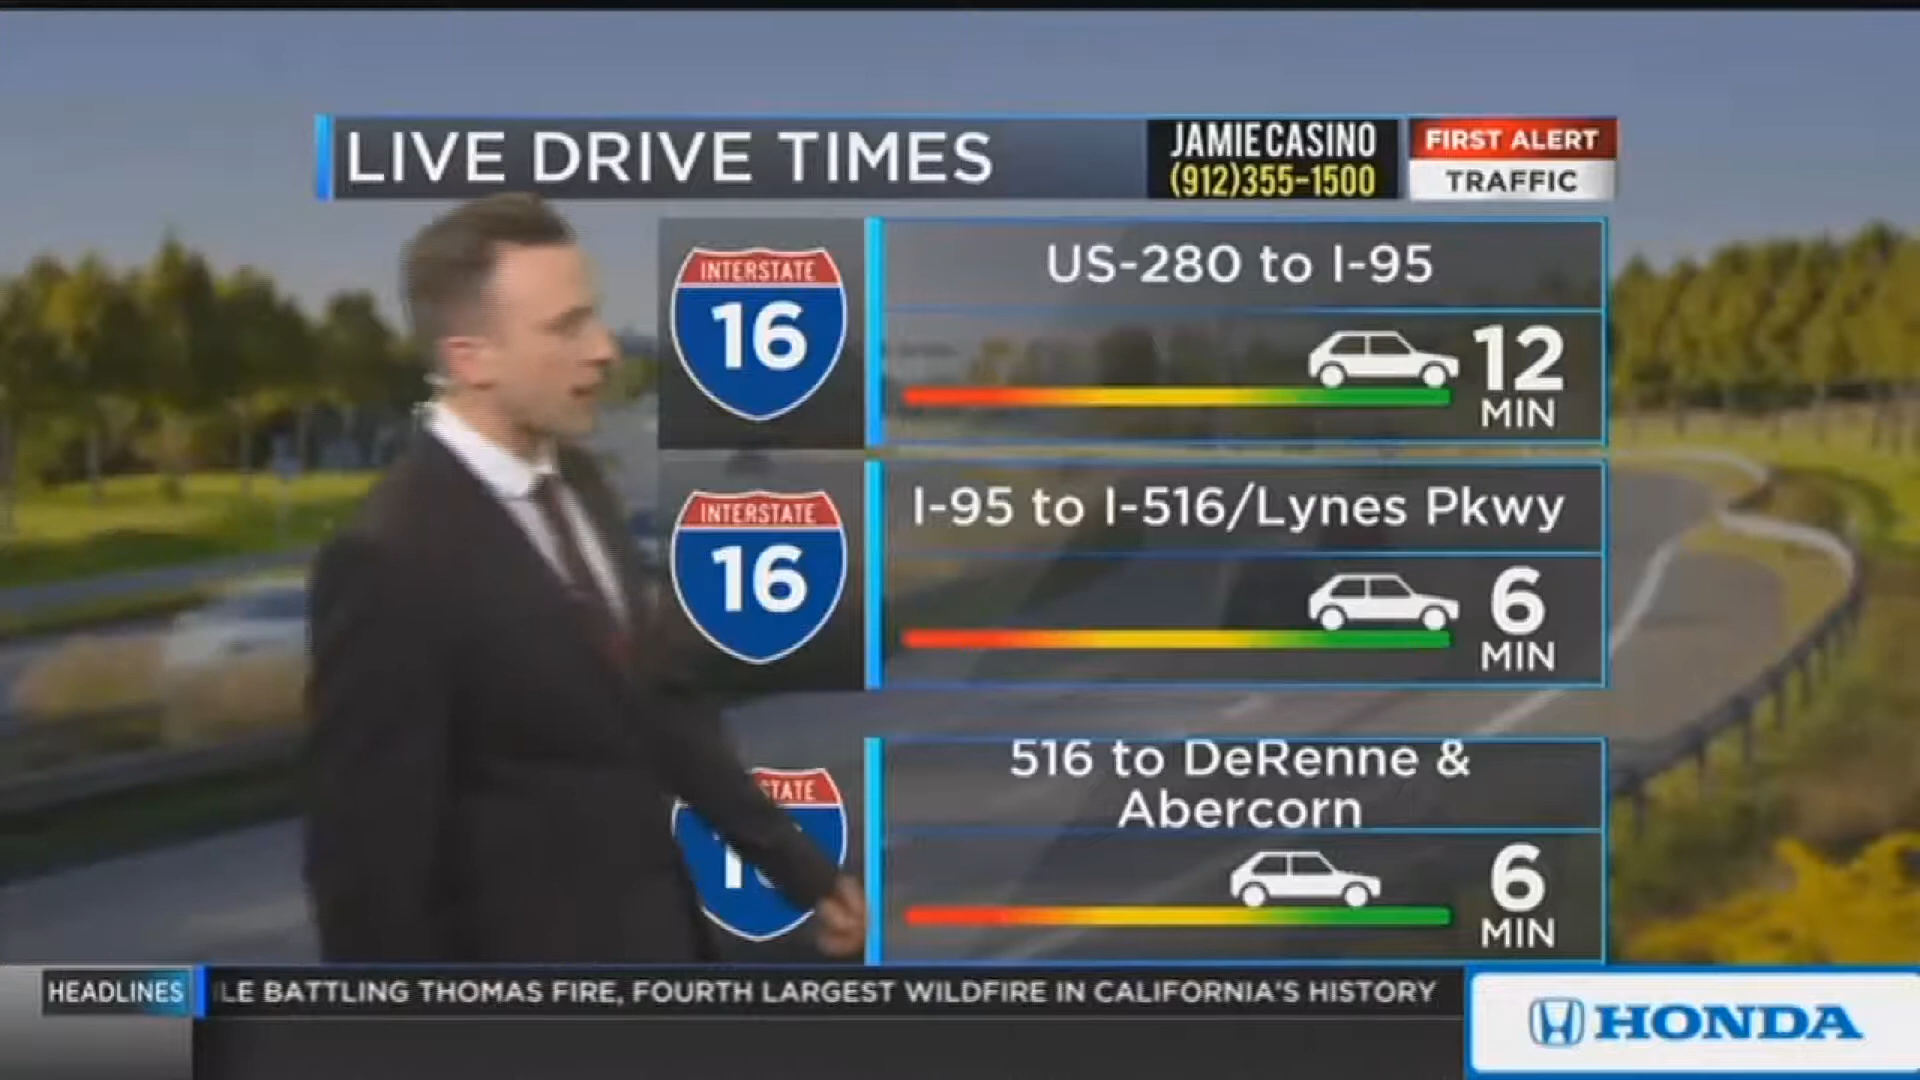 LIVE DRIVE TIMES
JAMIE CASINO
(912)355-1500
FIRST ALERT
TRAFFIC
INTERSTATE
16
US-280 to I-95
12
MIN
INTERSTATE
16
I-95 to I-516/Lynes Pkwy
6
MIN
516 to DeRenne &
Abercorn
6
MIN
HEADLINES
LE BATTLING THOMAS FIRE, FOURTH LARGEST WILDFIRE IN CALIFORNIA'S HISTORY
HONDA